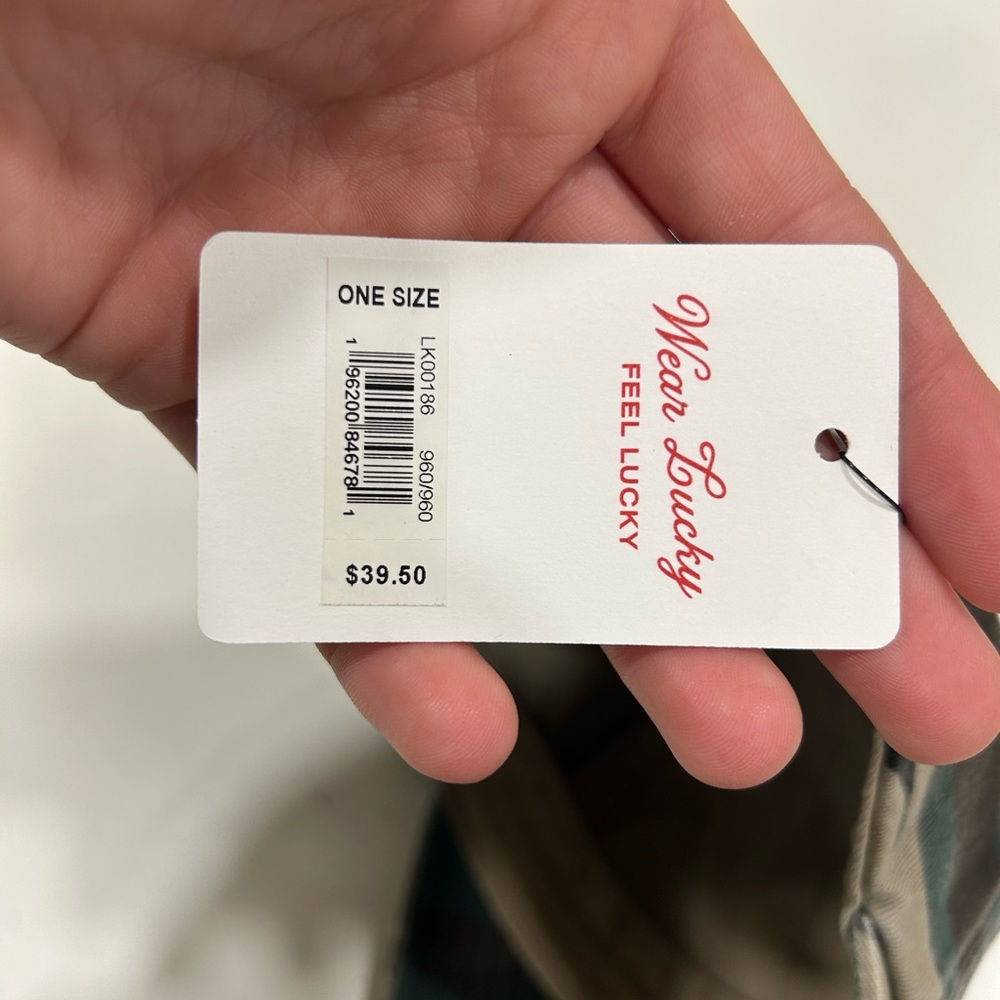 ONE SIZE
LK00186 960/960
1 96200 84678 1
$39.50
Wear Lucky
FEEL LUCKY